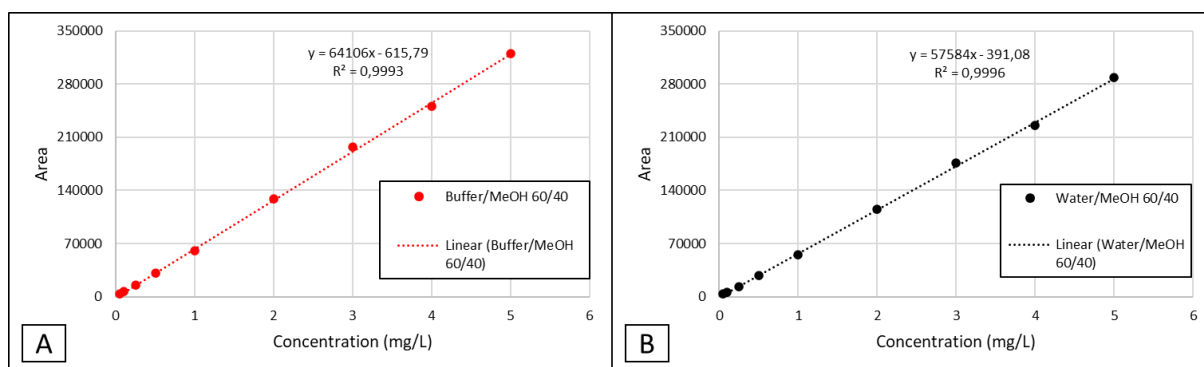 350000
280000
210000
140000
70000
0
Area
y = 64106x - 615,79
R² = 0,9993
Buffer/MeOH 60/40
Linear (Buffer/MeOH
60/40)
0 1 2 3 4 5 6
Concentration (mg/L)
A
350000
280000
210000
140000
70000
0
Area
y = 57584x - 391,08
R² = 0,9996
Water/MeOH 60/40
Linear (Water/MeOH
60/40)
0 1 2 3 4 5 6
Concentration (mg/L)
B